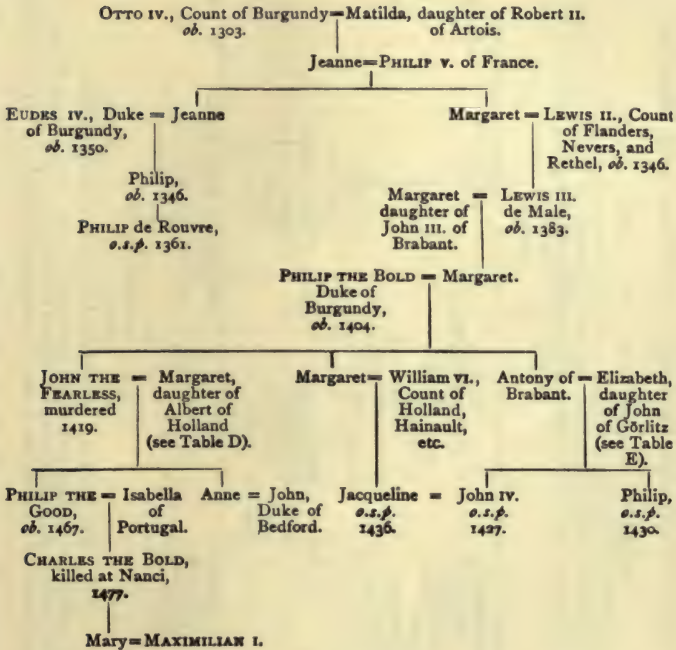 OTTO IV., Count of Burgundy=Matilda, daughter of Robert II.
ob. 1303. of Artois.
Jeanne=PHILIP V. of France.
EUDES IV., Duke = Jeanne
of Burgundy,
ob. 1350.
Margaret = LEWIS II., Count
of Flanders,
Nevers, and
Rethel, ob. 1346.
Philip,
ob. 1346.
PHILIP de Rouvre,
o.s.p. 1361.
Margaret = LEWIS III.
daughter of de Male,
John III. of ob. 1383.
Brabant.
PHILIP THE BOLD = Margaret.
Duke of
Burgundy,
ob. 1404.
JOHN THE = Margaret,
FEARLESS, daughter of
murdered Albert of
1419. Holland
(see Table D).
Margaret= William VI.,
Count of
Holland,
Hainault,
etc.
Antony of = Elizabeth,
Brabant. daughter
of John
of Görlitz
(see Table
E).
PHILIP THE = Isabella
GOOD, of
ob. 1467. Portugal.
Anne = John,
Duke of
Bedford.
Jacqueline = John IV.
o.s.p. o.s.p.
1436. 1427.
Philip,
o.s.p.
1430.
CHARLES THE BOLD,
killed at Nanci,
1477.
Mary=MAXIMILIAN I.